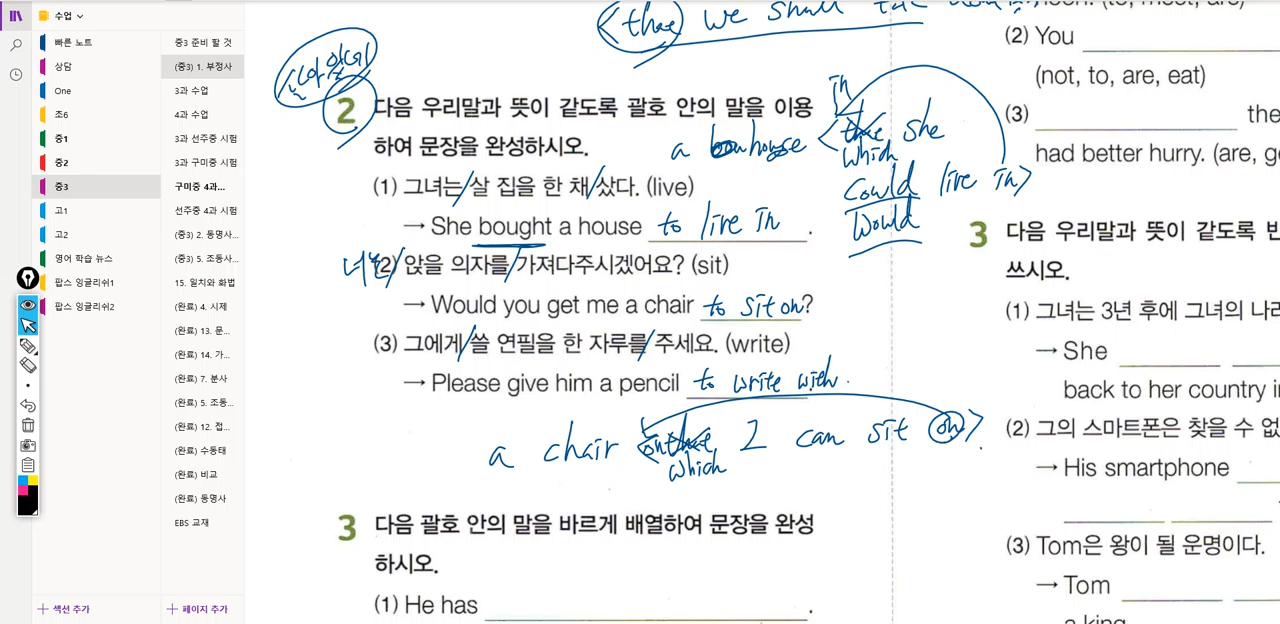 수업
빠른 노트
상담
One
초6
중1
중2
중3
고1
고2
영어 학습 뉴스
팝스 잉글리쉬1
팝스 잉글리쉬2
섹션 추가
중3 준비 할 것
(중3) 1. 부정사
3과 수업
4과 수업
3과 선주중 시험
3과 구미중 시험
구미중 4과...
선주중 4과 시험
(중3) 2. 동명사...
(중3) 5. 조동사...
15. 일치와 화법
(완료) 4. 시제
(완료) 13. 문...
(완료) 14. 가...
(완료) 7. 분사
(완료) 5. 조동...
(완료) 12. 접...
(완료) 수동태
(완료) 비교
(완료) 동명사
EBS 교재
페이지 추가
(that) we shall
2 다음 우리말과 뜻이 같도록 괄호 안의 말을 이용
하여 문장을 완성하시오.
a house
in
that she
which
could live in
would
(1) 그녀는/살 집을 한 채/샀다. (live)
→ She bought a house to live in.
(2) 앉을 의자를/가져다주시겠어요? (sit)
→ Would you get me a chair to sit on?
(3) 그에게/쓸 연필을 한 자루를/주세요. (write)
→ Please give him a pencil to write with.
a chair that I can sit on
which
3 다음 괄호 안의 말을 바르게 배열하여 문장을 완성
하시오.
(1) He has .
(2) You
(not, to, are, eat)
(3) the
had better hurry. (are, g
3 다음 우리말과 뜻이 같도록 빈
쓰시오.
(1) 그녀는 3년 후에 그녀의 나라
→ She
back to her country i
(2) 그의 스마트폰은 찾을 수 없
→ His smartphone
(3) Tom은 왕이 될 운명이다.
→ Tom
a king.